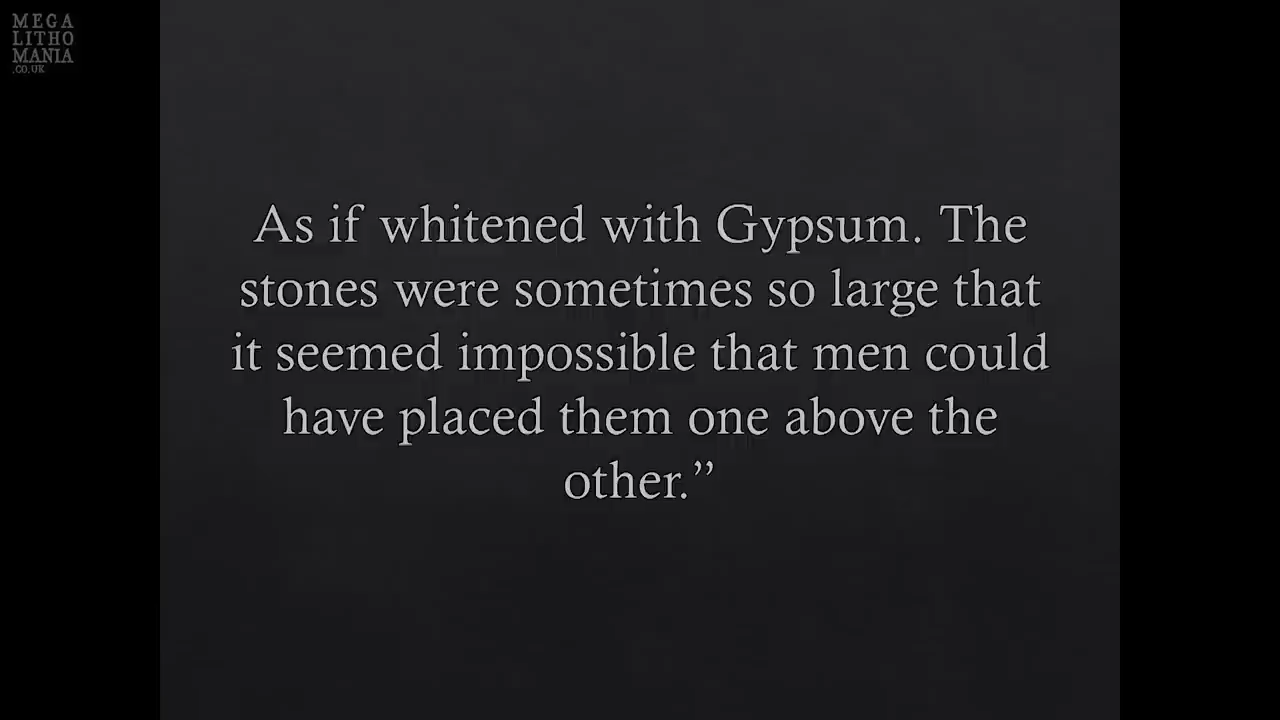 MEGA
LITHO
MANIA
.CO.UK
As if whitened with Gypsum. The
stones were sometimes so large that
it seemed impossible that men could
have placed them one above the
other.”